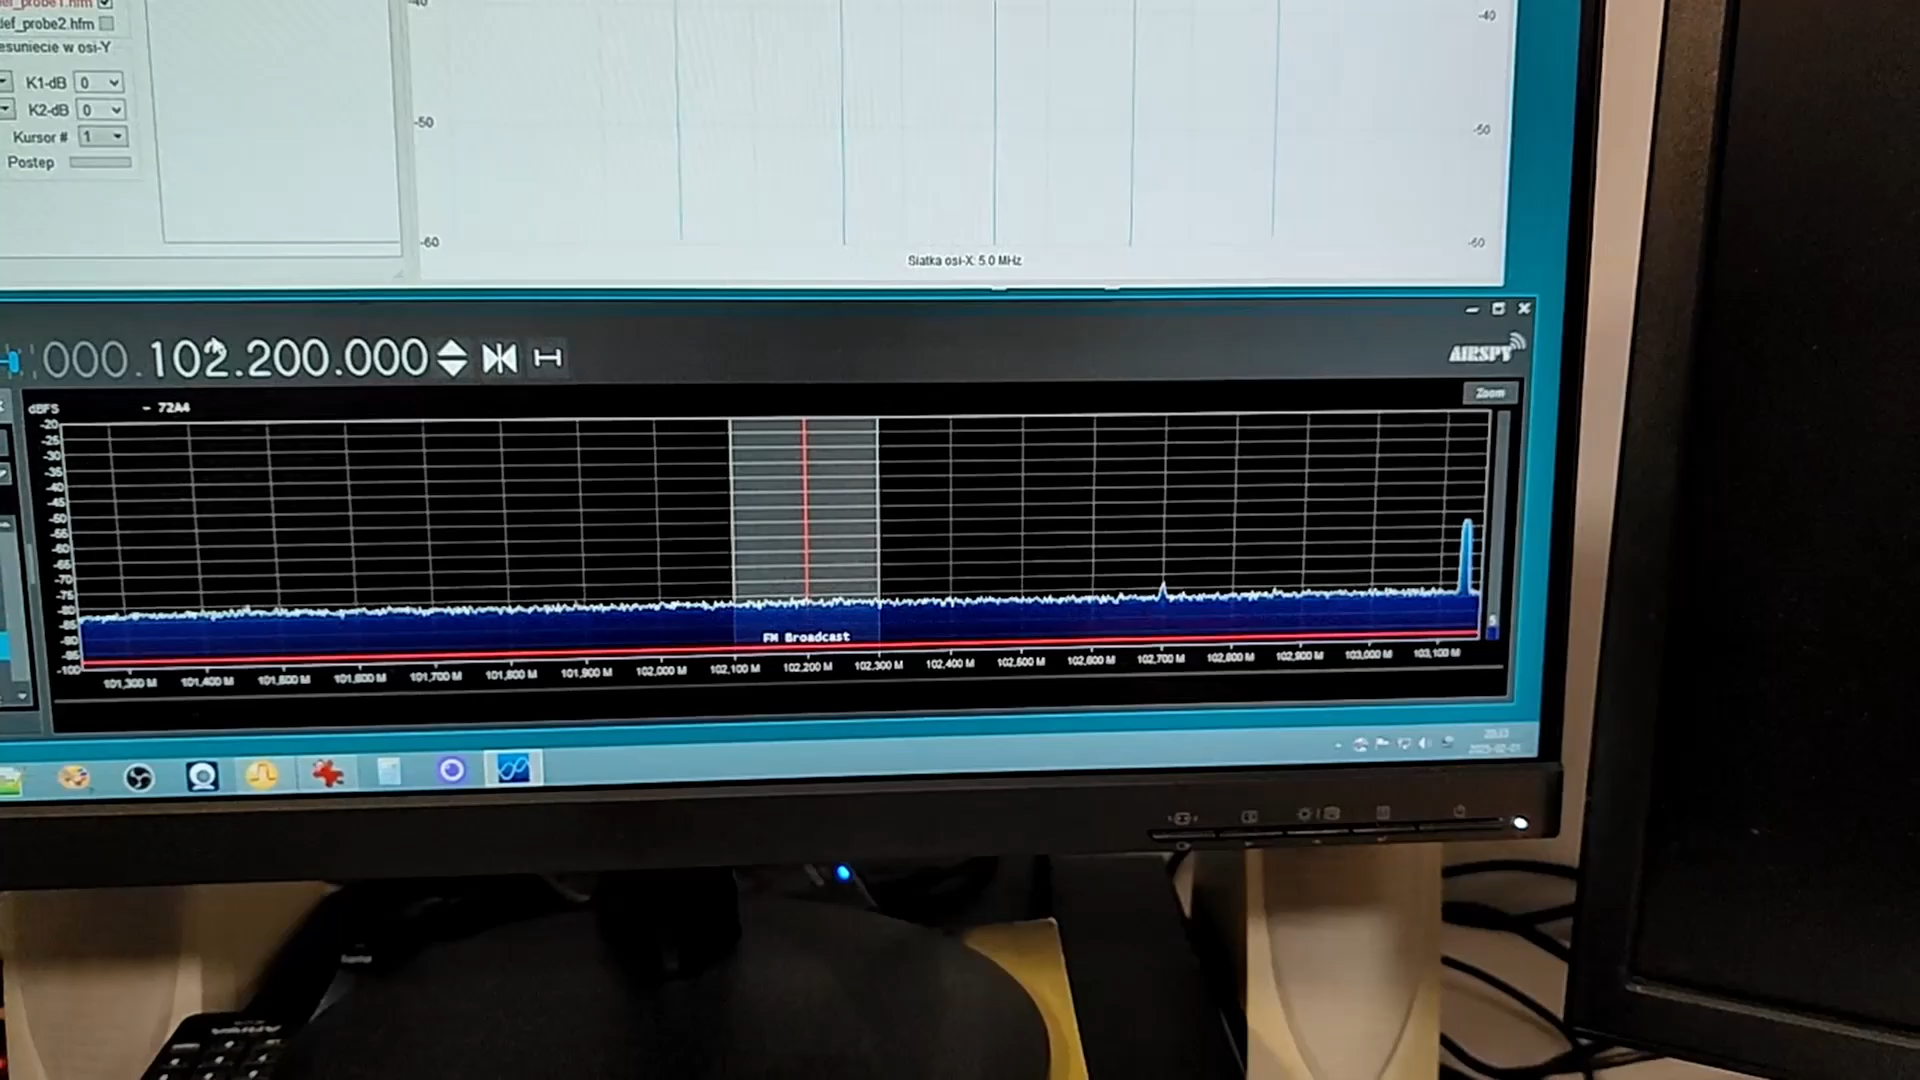 def_probe1.hfm
def_probe2.hfm
esuniecie w osi-Y
K1-dB 0
K2-dB 0
Kursor # 1
Postep
-40 -40
-50 -50
-60 -60
Siatka osi-X: 5.0 MHz
000.102.200.000
AIRSPY
Zoom
dBFS
72A4
-20
-25
-30
-35
-40
-45
-50
-55
-60
-65
-70
-75
-80
-85
-90
-95
-100
5
FM Broadcast
101,300 M 101,400 M 101,500 M 101,600 M 101,700 M 101,800 M 101,900 M 102,000 M 102,100 M 102,200 M 102,300 M 102,400 M 102,500 M 102,600 M 102,700 M 102,800 M 102,900 M 103,000 M 103,100 M